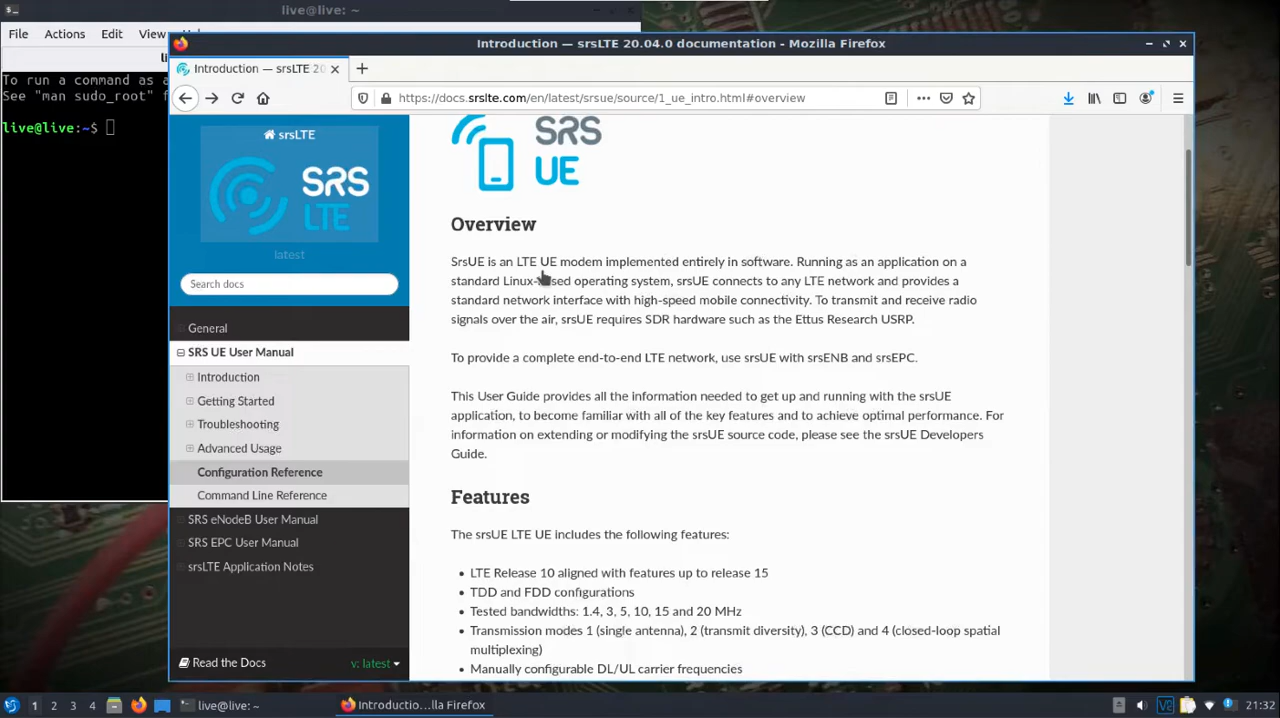 live@live: ~
File Actions Edit View
li
To run a command as a
See "man sudo_root" f
live@live:~$
Introduction — srsLTE 20.04.0 documentation - Mozilla Firefox
Introduction — srsLTE 20
https://docs.srslte.com/en/latest/srsue/source/1_ue_intro.html#overview
srsLTE
SRS
LTE
latest
Search docs
General
SRS UE User Manual
Introduction
Getting Started
Troubleshooting
Advanced Usage
Configuration Reference
Command Line Reference
SRS eNodeB User Manual
SRS EPC User Manual
srsLTE Application Notes
Read the Docs
v: latest
SRS
UE
Overview
SrsUE is an LTE UE modem implemented entirely in software. Running as an application on a
standard Linux-based operating system, srsUE connects to any LTE network and provides a
standard network interface with high-speed mobile connectivity. To transmit and receive radio
signals over the air, srsUE requires SDR hardware such as the Ettus Research USRP.
To provide a complete end-to-end LTE network, use srsUE with srsENB and srsEPC.
This User Guide provides all the information needed to get up and running with the srsUE
application, to become familiar with all of the key features and to achieve optimal performance. For
information on extending or modifying the srsUE source code, please see the srsUE Developers
Guide.
Features
The srsUE LTE UE includes the following features:
• LTE Release 10 aligned with features up to release 15
• TDD and FDD configurations
• Tested bandwidths: 1.4, 3, 5, 10, 15 and 20 MHz
• Transmission modes 1 (single antenna), 2 (transmit diversity), 3 (CCD) and 4 (closed-loop spatial
multiplexing)
• Manually configurable DL/UL carrier frequencies
1 2 3 4 live@live: ~ Introductio…lla Firefox 21:32